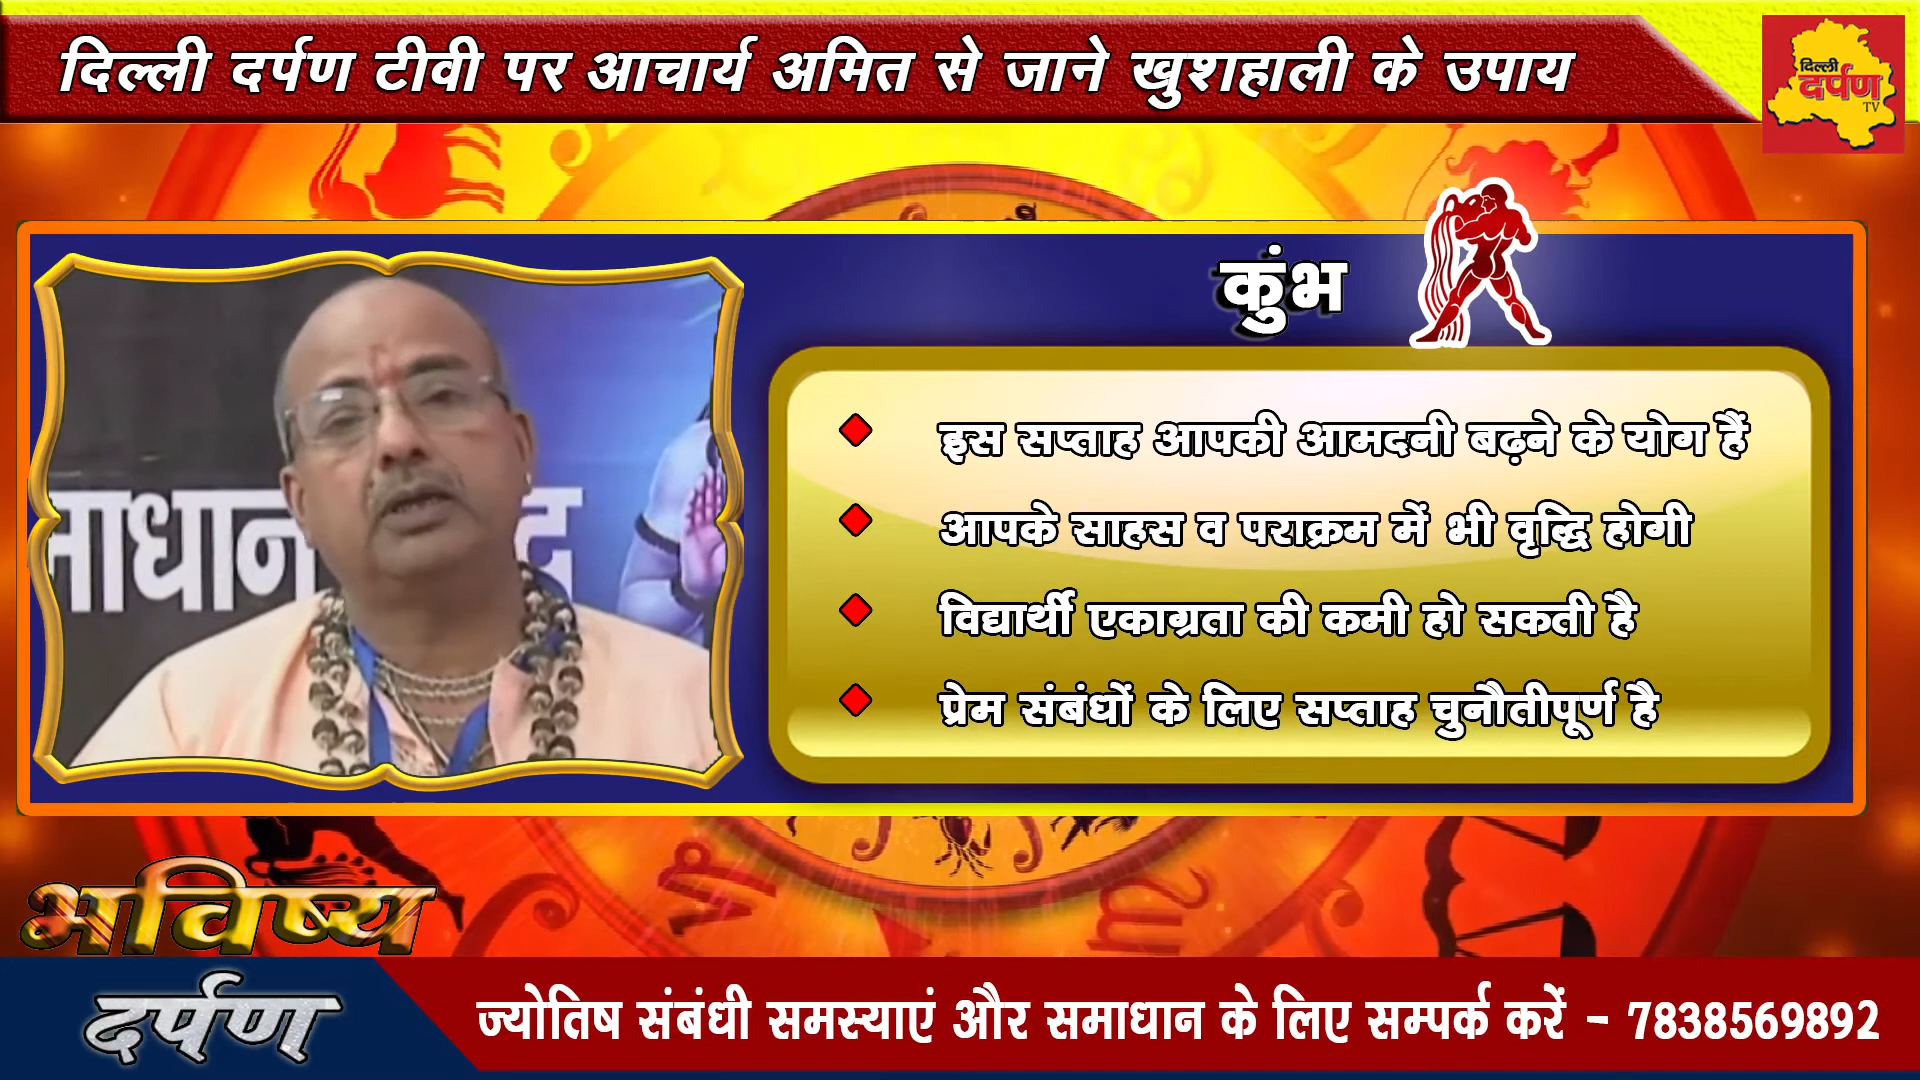 दिल्ली दर्पण टीवी पर आचार्य अमित से जाने खुशहाली के उपाय
दिल्ली
दर्पण
TV
कुंभ
इस सप्ताह आपकी आमदनी बढ़ने के योग हैं
आपके साहस व पराक्रम में भी वृद्धि होगी
विद्यार्थी एकाग्रता की कमी हो सकती है
प्रेम संबंधों के लिए सप्ताह चुनौतीपूर्ण है
माधान
द
भविष्य
दर्पण
ज्योतिष संबंधी समस्याएं और समाधान के लिए सम्पर्क करें - 7838569892